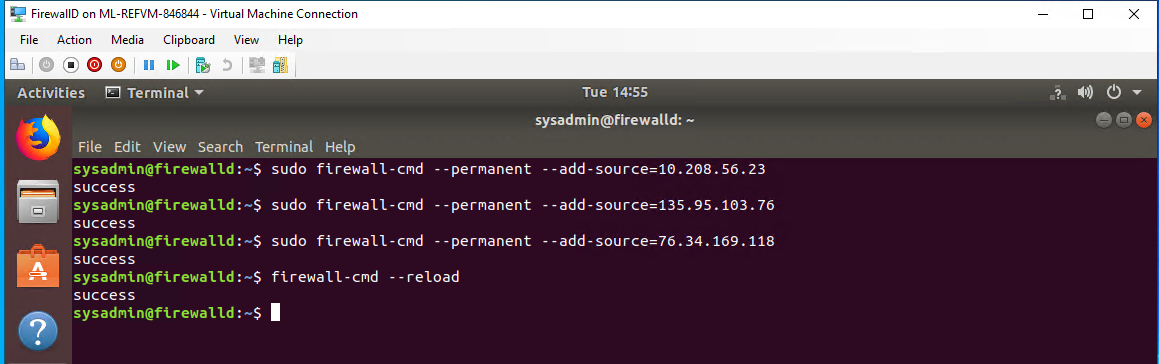 FirewallD on ML-REFVM-846844 - Virtual Machine Connection
File Action Media Clipboard View Help
Activities Terminal Tue 14:55
sysadmin@firewalld: ~
File Edit View Search Terminal Help
sysadmin@firewalld:~$ sudo firewall-cmd --permanent --add-source=10.208.56.23
success
sysadmin@firewalld:~$ sudo firewall-cmd --permanent --add-source=135.95.103.76
success
sysadmin@firewalld:~$ sudo firewall-cmd --permanent --add-source=76.34.169.118
success
sysadmin@firewalld:~$ firewall-cmd --reload
success
sysadmin@firewalld:~$